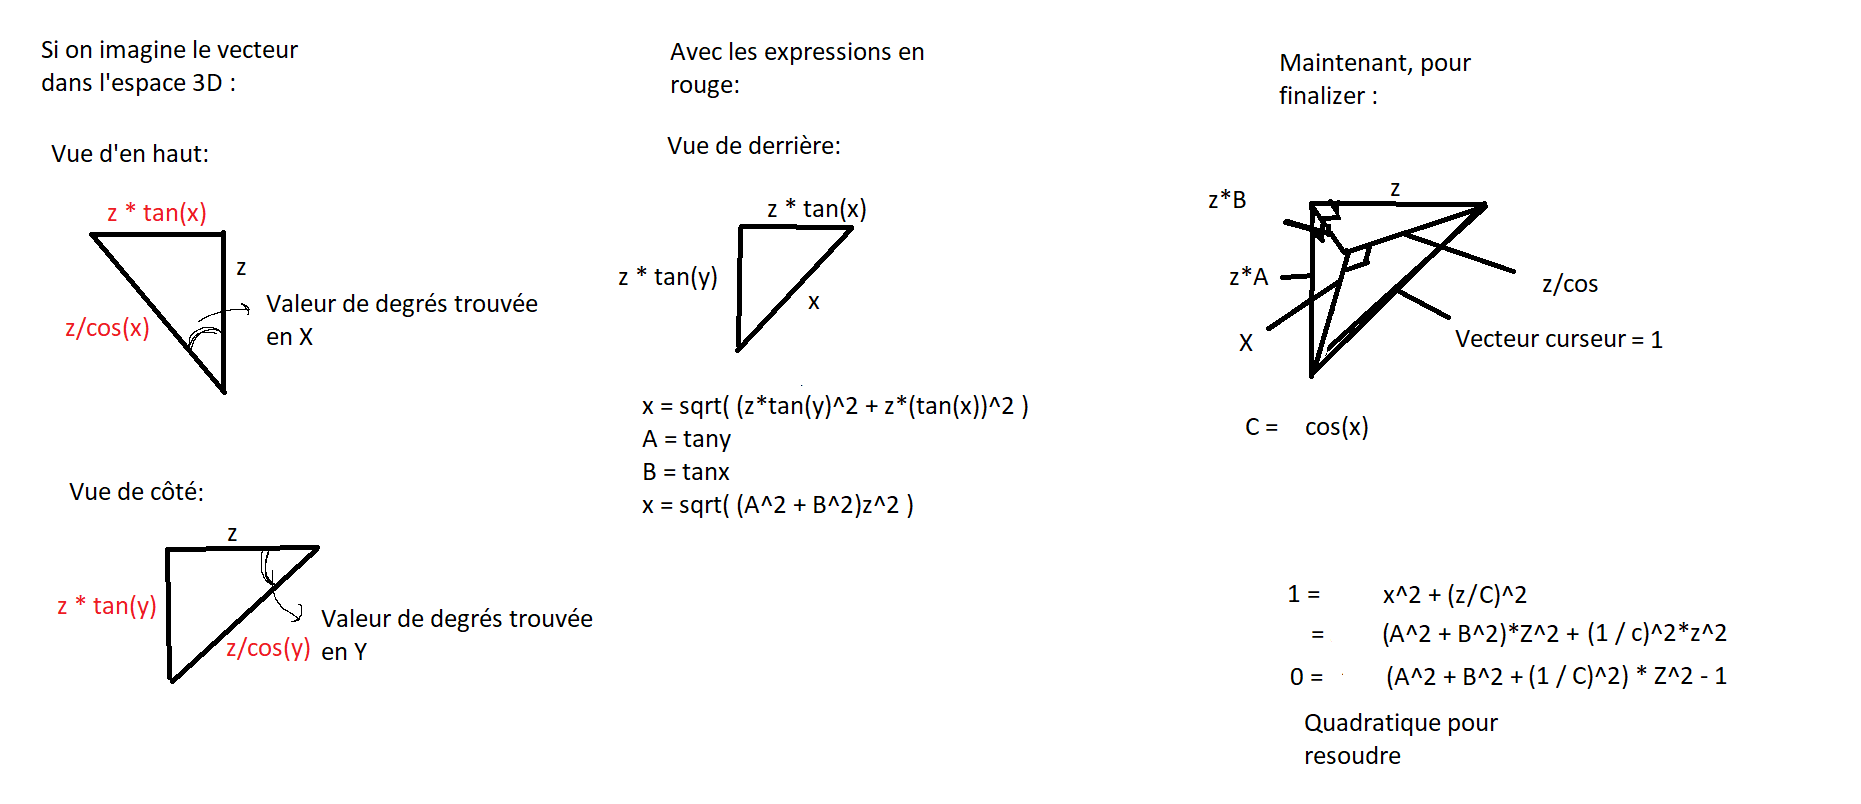 Si on imagine le vecteur
dans l'espace 3D :
Vue d'en haut:
z * tan(x)
z
Valeur de degrés trouvée
en X
z/cos(x)
Vue de côté:
z
z * tan(y)
Valeur de degrés trouvée
en Y
z/cos(y)
Avec les expressions en
rouge:
Vue de derrière:
z * tan(x)
z * tan(y)
x
x = sqrt( (z*tan(y)^2 + z*(tan(x))^2 )
A = tany
B = tanx
x = sqrt( (A^2 + B^2)z^2 )
Maintenant, pour
finalizer :
z
z*B
z*A
z/cos
X
Vecteur curseur = 1
C = cos(x)
1 = x^2 + (z/C)^2
= (A^2 + B^2)*Z^2 + (1 / c)^2*z^2
0 = (A^2 + B^2 + (1 / C)^2) * Z^2 - 1
Quadratique pour
resoudre